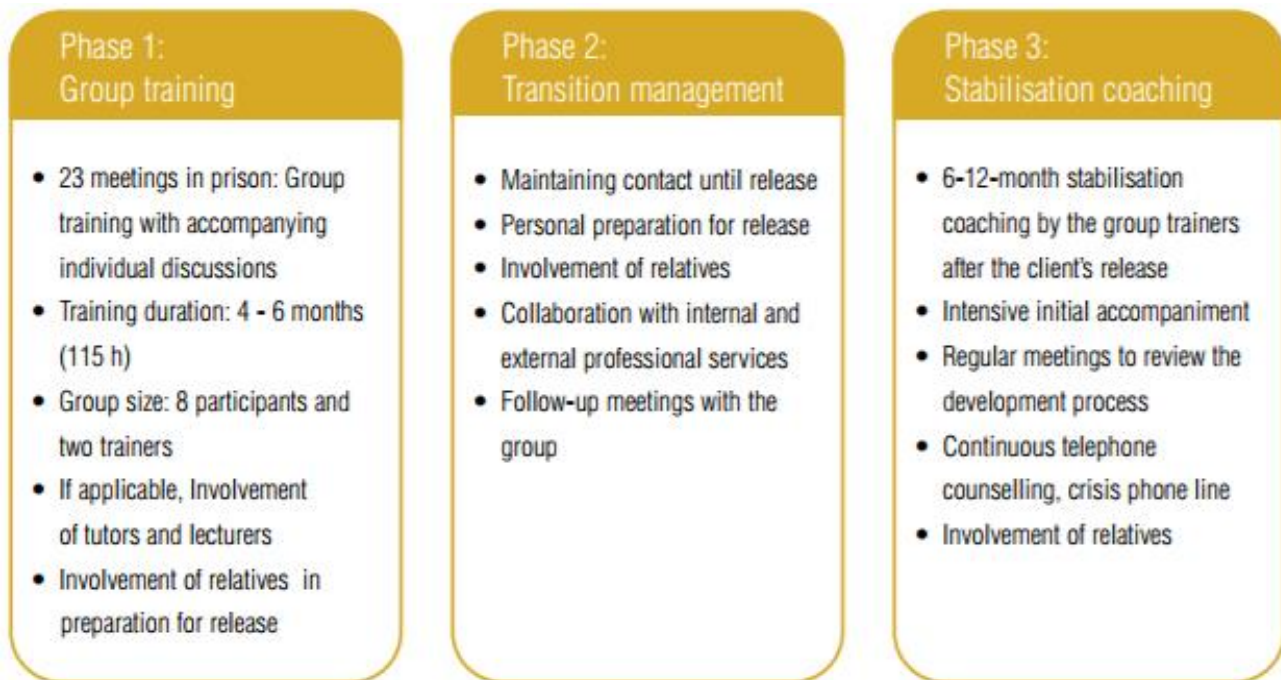 Phase 1:
Group training
• 23 meetings in prison: Group
training with accompanying
individual discussions
• Training duration: 4 - 6 months
(115 h)
• Group size: 8 participants and
two trainers
• If applicable, Involvement
of tutors and lecturers
• Involvement of relatives in
preparation for release
Phase 2:
Transition management
• Maintaining contact until release
• Personal preparation for release
• Involvement of relatives
• Collaboration with internal and
external professional services
• Follow-up meetings with the
group
Phase 3:
Stabilisation coaching
• 6-12-month stabilisation
coaching by the group trainers
after the client's release
• Intensive initial accompaniment
• Regular meetings to review the
development process
• Continuous telephone
counselling, crisis phone line
• Involvement of relatives